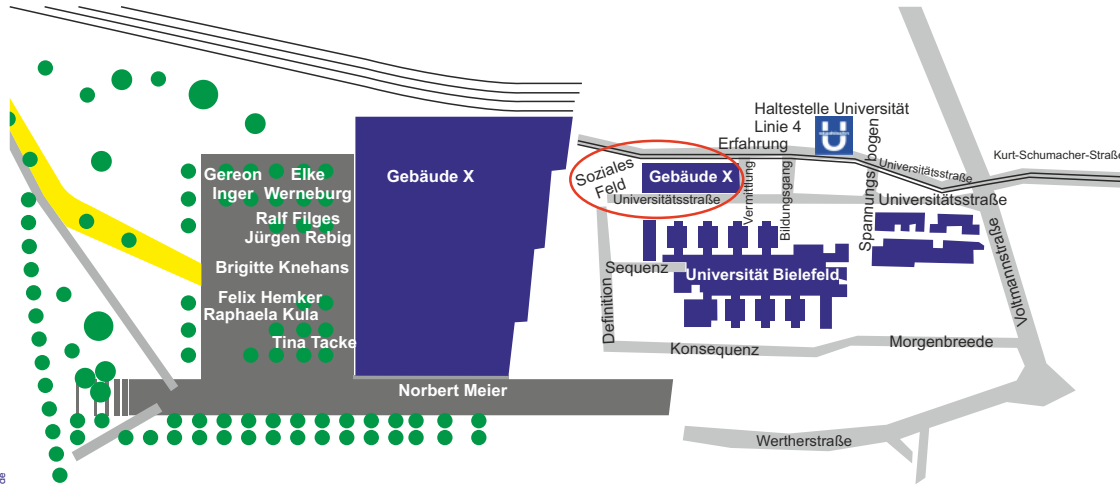 Gereon
Inger
Elke
Werneburg
Ralf Filges
Jürgen Rebig
Brigitte Knehans
Felix Hemker
Raphaela Kula
Tina Tacke
Norbert Meier
Gebäude X
Haltestelle Universität
Linie 4
Erfahrung
Soziales
Feld
Gebäude X
Universitätsstraße
Vermittlung
Bildungsgang
Spannungsbogen
Universitätsstraße
Kurt-Schumacher-Straße
Universitätsstraße
Voltmannstraße
Sequenz
Universität Bielefeld
Definition
Konsequenz
Morgenbreede
Wertherstraße
de